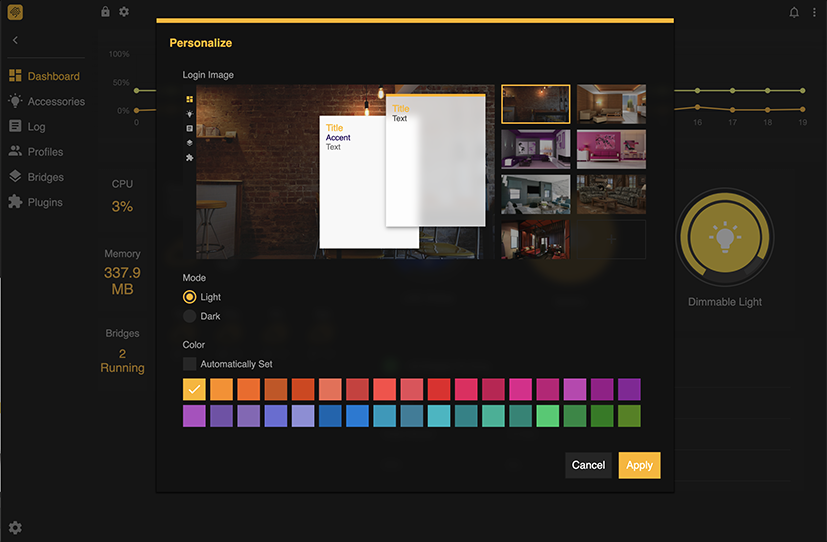 Personalize
Login Image
Title
Accent
Text
Title
Text
Mode
Light
Dark
Color
Automatically Set
Cancel
Apply
Dashboard
Accessories
Log
Profiles
Bridges
Plugins
100%
50%
0%
0
16
17
18
19
CPU
3%
Memory
337.9
MB
Bridges
2
Running
Dimmable Light